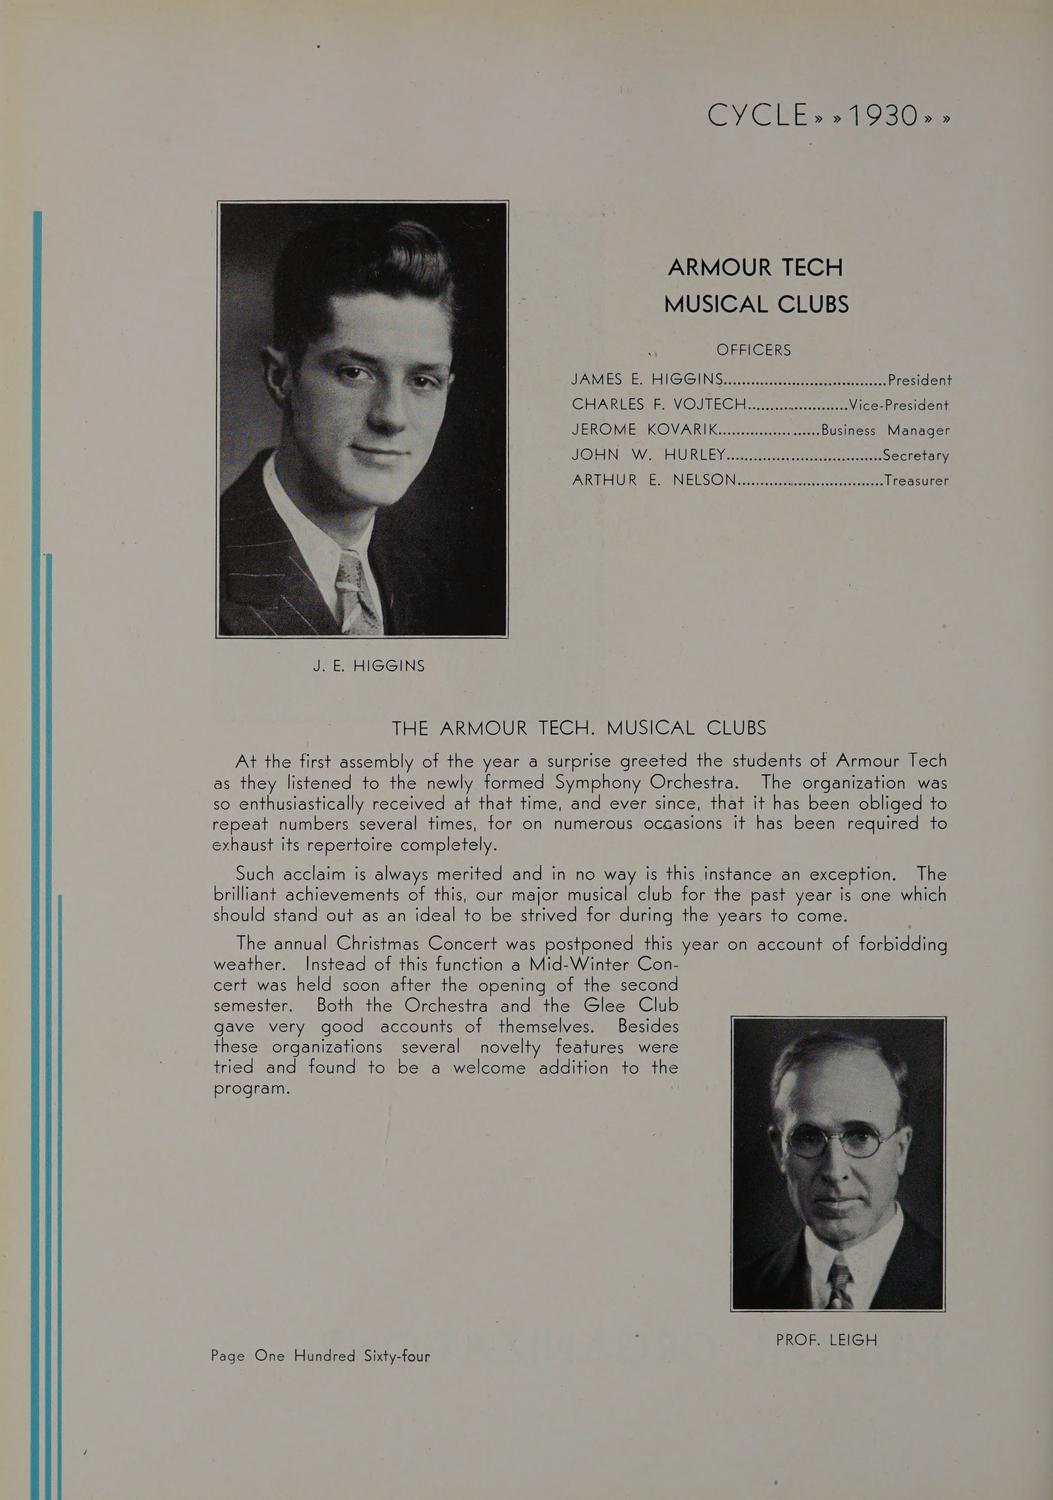 CYCLE » » 1930 » »
ARMOUR TECH
MUSICAL CLUBS
OFFICERS
JAMES E. HIGGINS....................................President
CHARLES F. VOJTECH......................Vice-President
JEROME KOVARIK.......................Business Manager
JOHN W. HURLEY..................................Secretary
ARTHUR E. NELSON................................Treasurer
J. E. HIGGINS
THE ARMOUR TECH. MUSICAL CLUBS
At the first assembly of the year a surprise greeted the students of Armour Tech
as they listened to the newly formed Symphony Orchestra. The organization was
so enthusiastically received at that time, and ever since, that it has been obliged to
repeat numbers several times, for on numerous occasions it has been required to
exhaust its repertoire completely.
Such acclaim is always merited and in no way is this instance an exception. The
brilliant achievements of this, our major musical club for the past year is one which
should stand out as an ideal to be strived for during the years to come.
The annual Christmas Concert was postponed this year on account of forbidding
weather. Instead of this function a Mid-Winter Con-
cert was held soon after the opening of the second
semester. Both the Orchestra and the Glee Club
gave very good accounts of themselves. Besides
these organizations several novelty features were
tried and found to be a welcome addition to the
program.
PROF. LEIGH
Page One Hundred Sixty-four